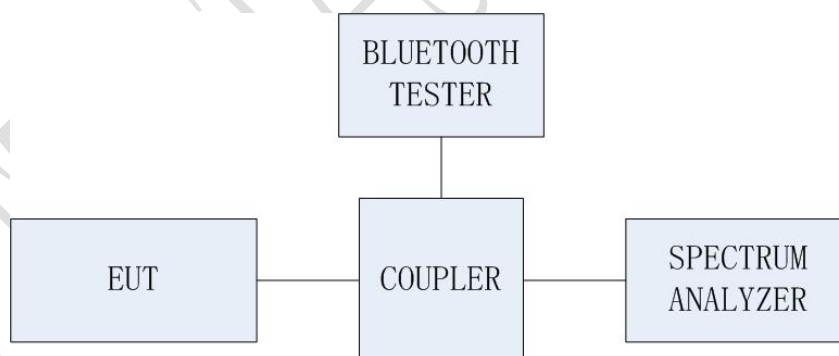 BLUETOOTH
TESTER
EUT
COUPLER
SPECTRUM
ANALYZER